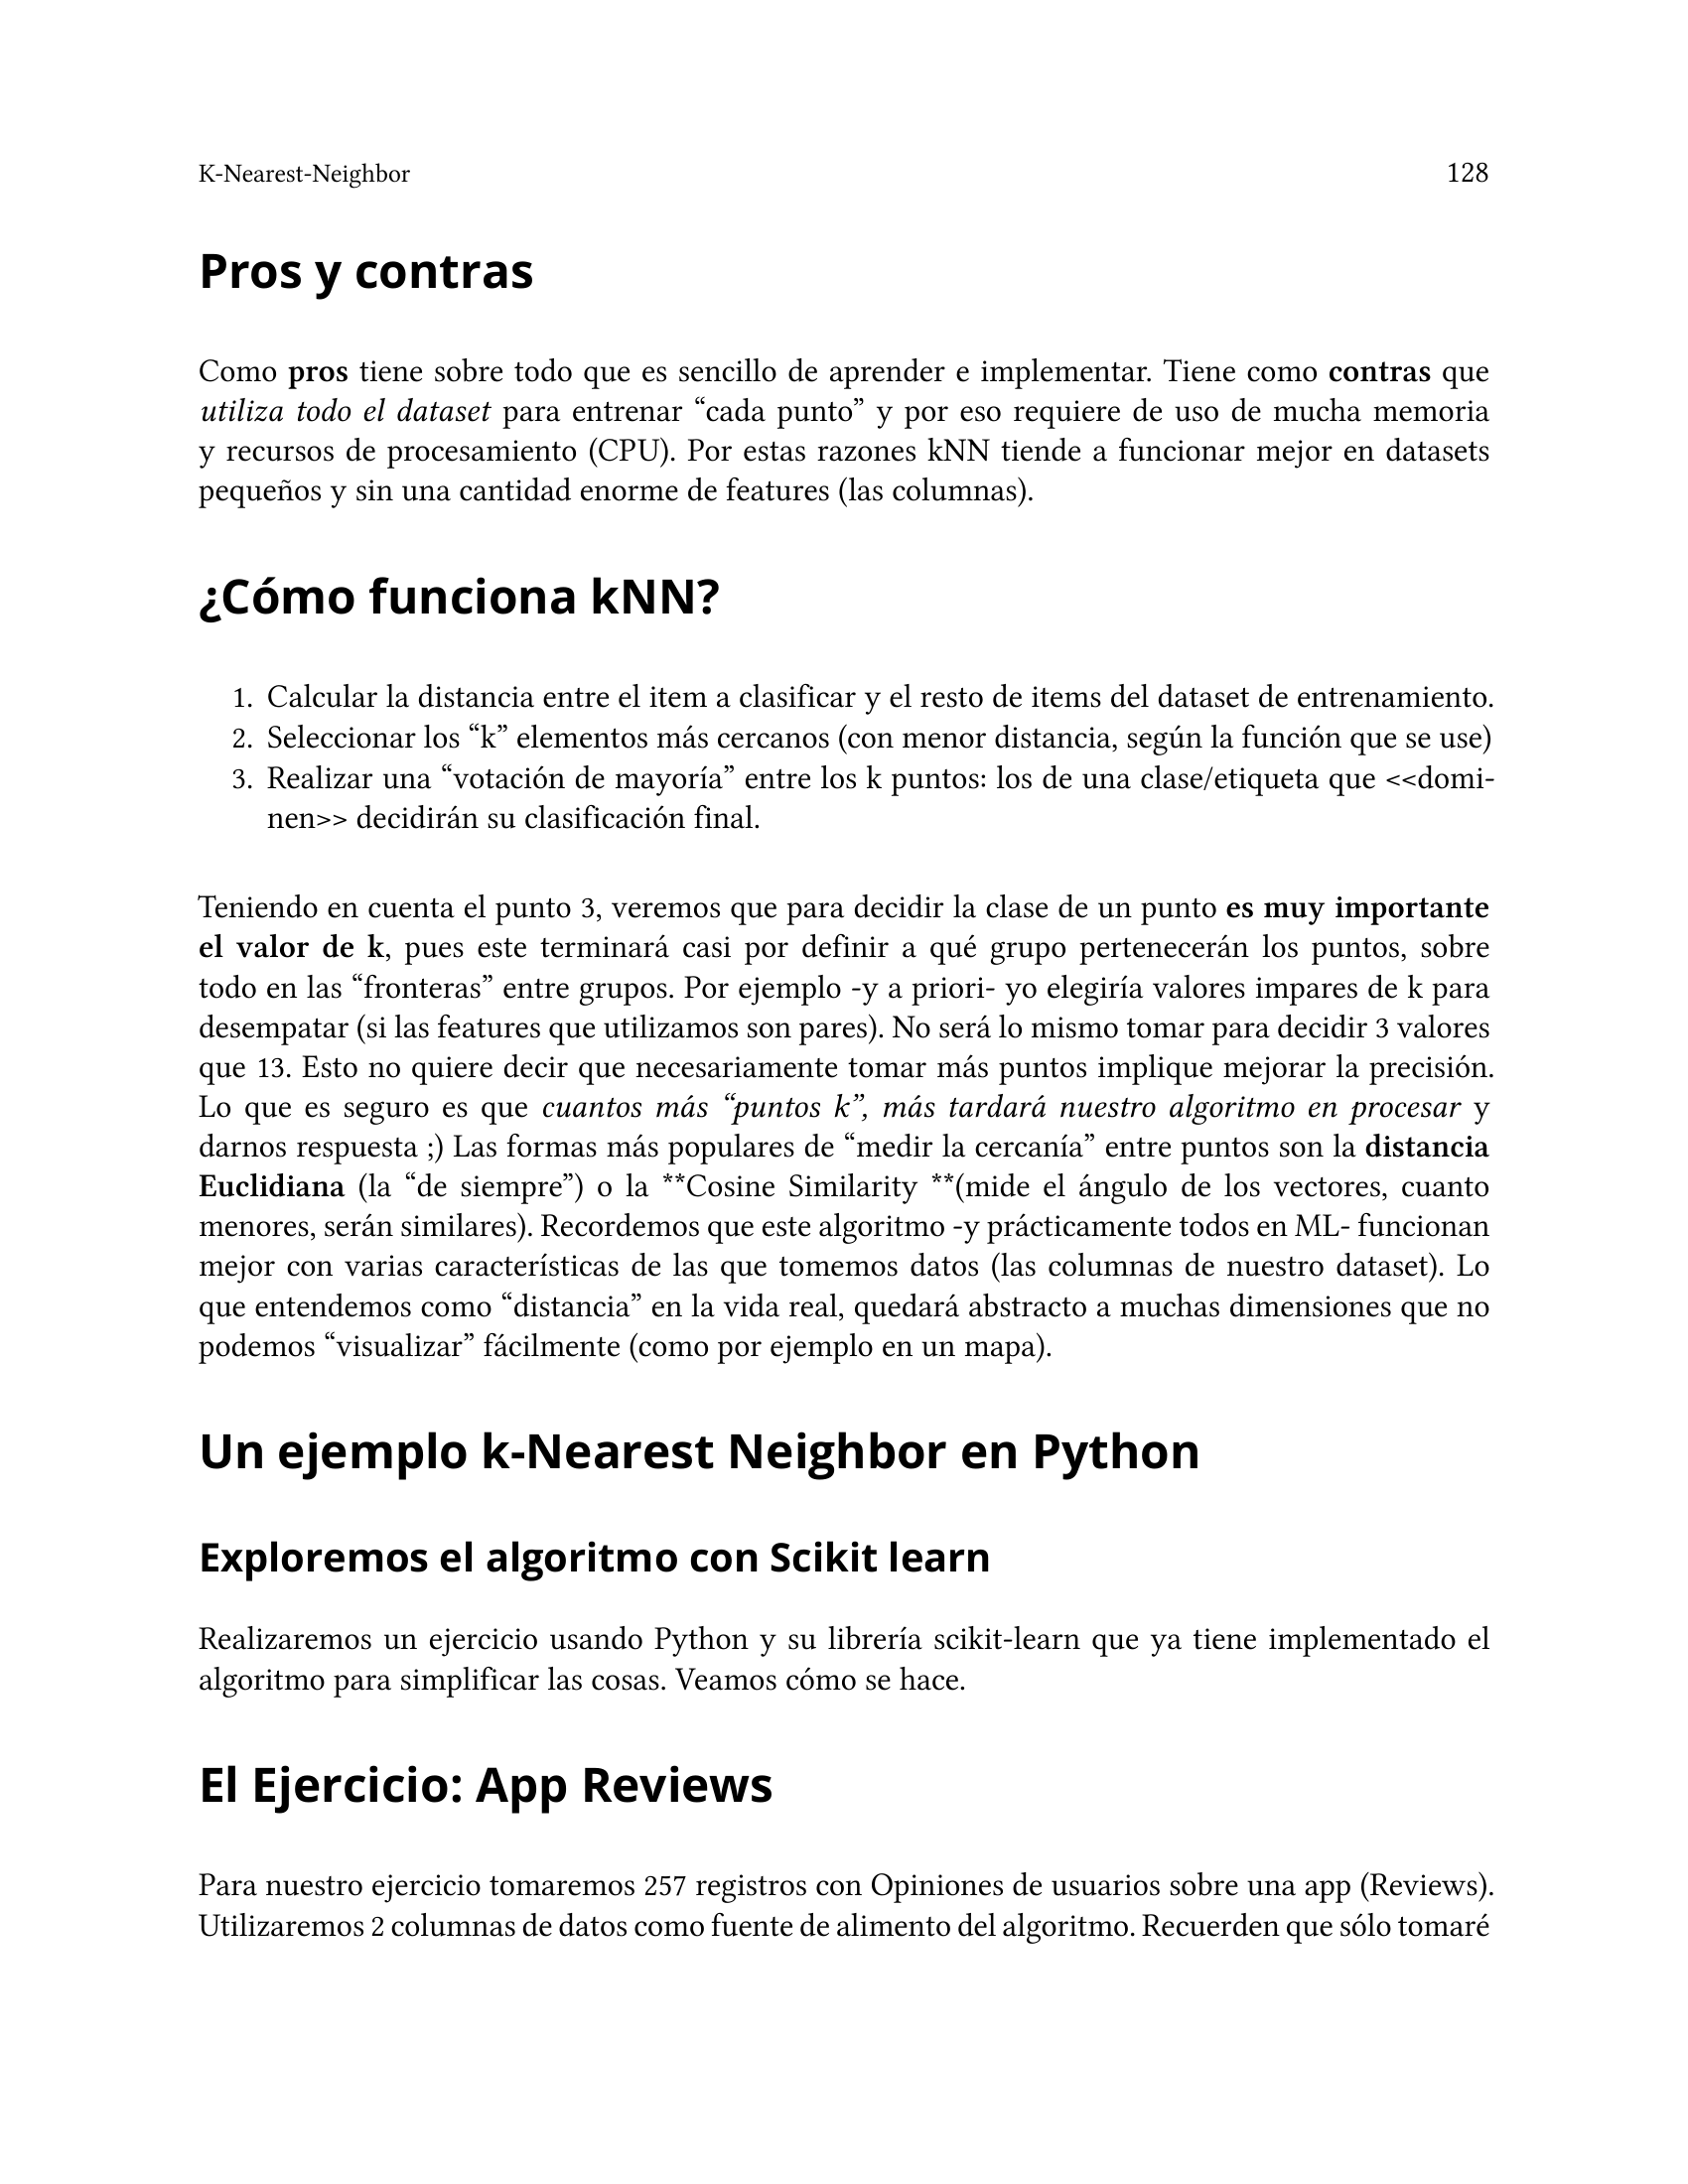 K-Nearest-Neighbor 128
Pros y contras
Como pros tiene sobre todo que es sencillo de aprender e implementar. Tiene como contras que
utiliza todo el dataset para entrenar “cada punto” y por eso requiere de uso de mucha memoria
y recursos de procesamiento (CPU). Por estas razones kNN tiende a funcionar mejor en datasets
pequeños y sin una cantidad enorme de features (las columnas).
¿Cómo funciona kNN?
1. Calcular la distancia entre el item a clasificar y el resto de items del dataset de entrenamiento.
2. Seleccionar los “k” elementos más cercanos (con menor distancia, según la función que se use)
3. Realizar una “votación de mayoría” entre los k puntos: los de una clase/etiqueta que <<domi-
nen>> decidirán su clasificación final.
Teniendo en cuenta el punto 3, veremos que para decidir la clase de un punto es muy importante
el valor de k, pues este terminará casi por definir a qué grupo pertenecerán los puntos, sobre
todo en las “fronteras” entre grupos. Por ejemplo -y a priori- yo elegiría valores impares de k para
desempatar (si las features que utilizamos son pares). No será lo mismo tomar para decidir 3 valores
que 13. Esto no quiere decir que necesariamente tomar más puntos implique mejorar la precisión.
Lo que es seguro es que cuantos más “puntos k”, más tardará nuestro algoritmo en procesar y
darnos respuesta ;) Las formas más populares de “medir la cercanía” entre puntos son la distancia
Euclidiana (la “de siempre”) o la **Cosine Similarity **(mide el ángulo de los vectores, cuanto
menores, serán similares). Recordemos que este algoritmo -y prácticamente todos en ML- funcionan
mejor con varias características de las que tomemos datos (las columnas de nuestro dataset). Lo
que entendemos como “distancia” en la vida real, quedará abstracto a muchas dimensiones que no
podemos “visualizar” fácilmente (como por ejemplo en un mapa).
Un ejemplo k-Nearest Neighbor en Python
Exploremos el algoritmo con Scikit learn
Realizaremos un ejercicio usando Python y su librería scikit-learn que ya tiene implementado el
algoritmo para simplificar las cosas. Veamos cómo se hace.
El Ejercicio: App Reviews
Para nuestro ejercicio tomaremos 257 registros con Opiniones de usuarios sobre una app (Reviews).
Utilizaremos 2 columnas de datos como fuente de alimento del algoritmo. Recuerden que sólo tomaré